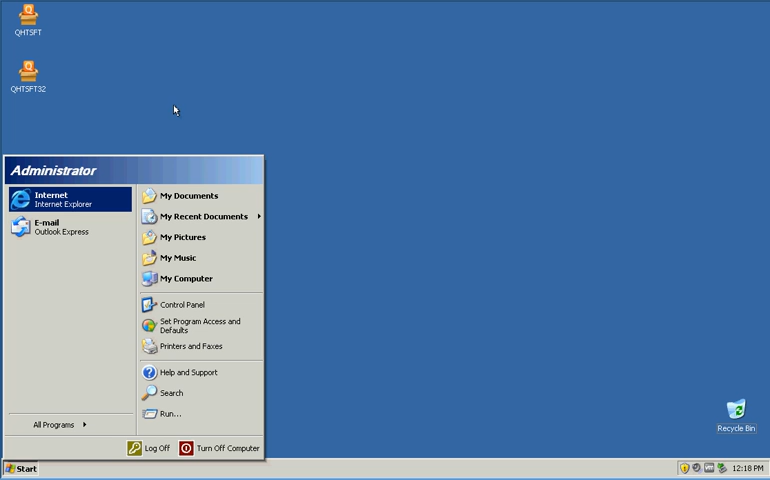 QHTSFT
QHTSFT32
Administrator
Internet
Internet Explorer
E-mail
Outlook Express
All Programs
My Documents
My Recent Documents
My Pictures
My Music
My Computer
Control Panel
Set Program Access and
Defaults
Printers and Faxes
Help and Support
Search
Run...
Log Off
Turn Off Computer
Recycle Bin
Start
12:18 PM